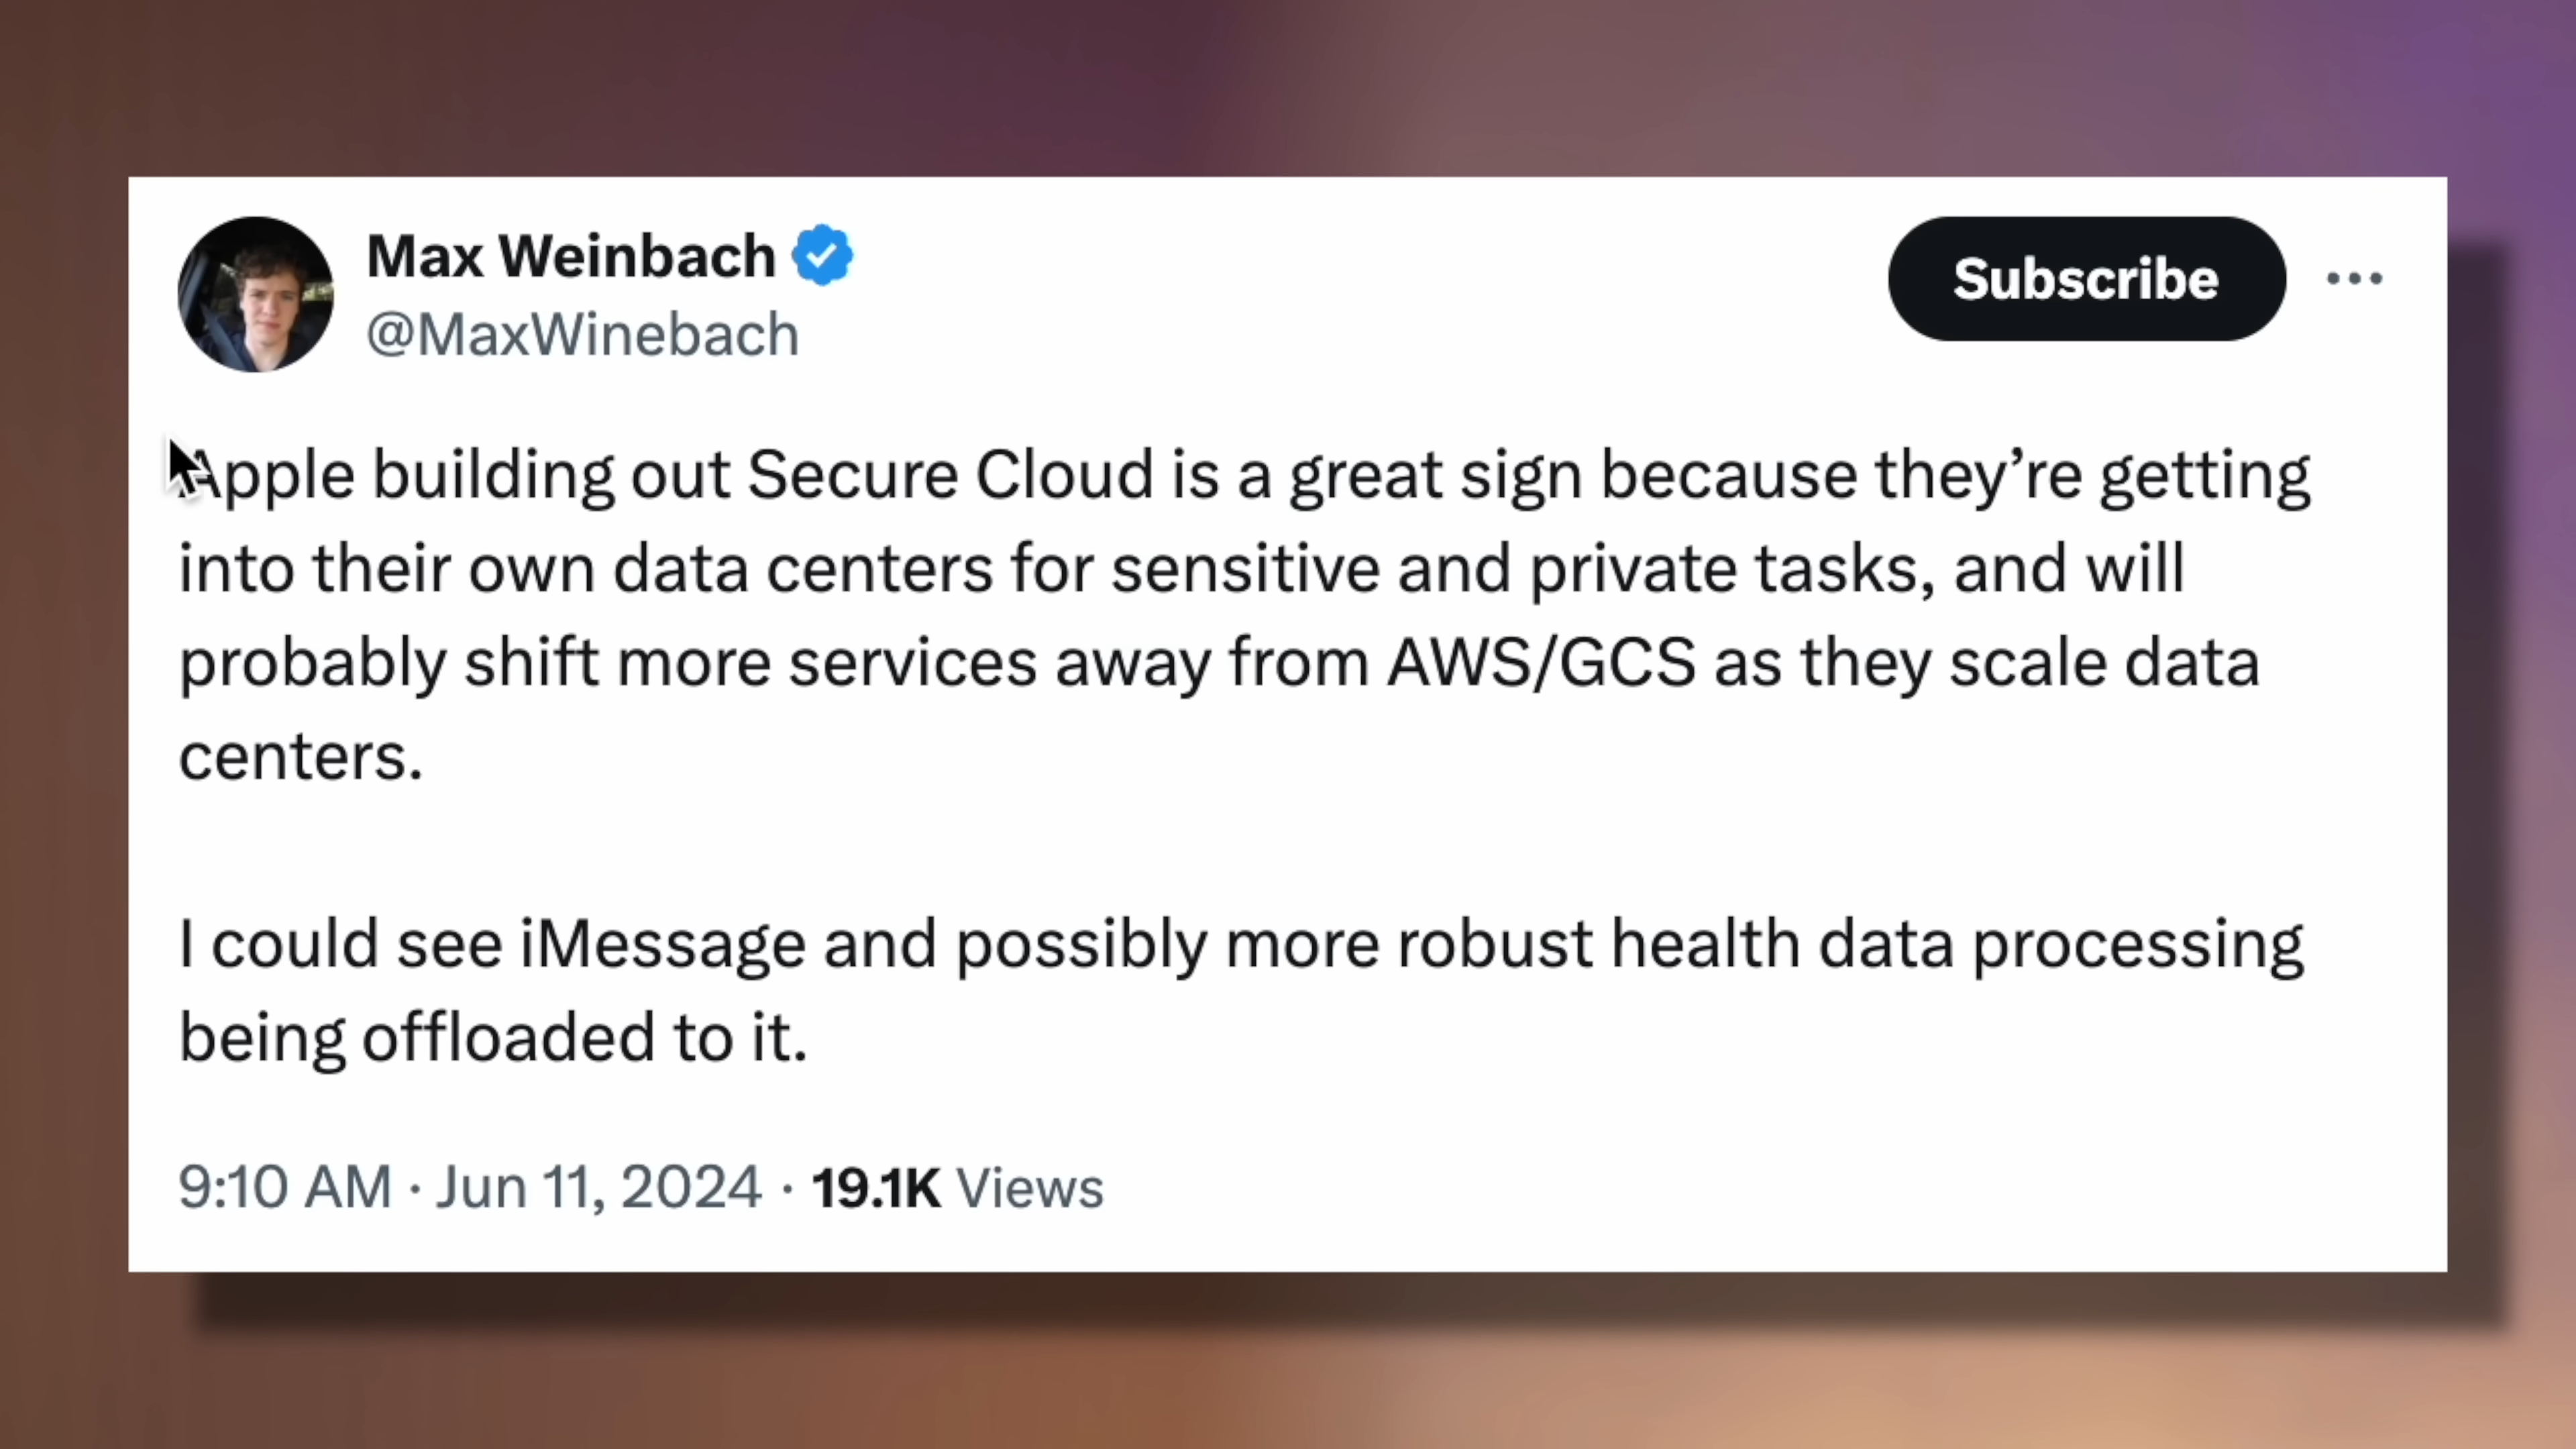 Max Weinbach
@MaxWinebach
Subscribe
Apple building out Secure Cloud is a great sign because they’re getting
into their own data centers for sensitive and private tasks, and will
probably shift more services away from AWS/GCS as they scale data
centers.
I could see iMessage and possibly more robust health data processing
being offloaded to it.
9:10 AM · Jun 11, 2024 · 19.1K Views